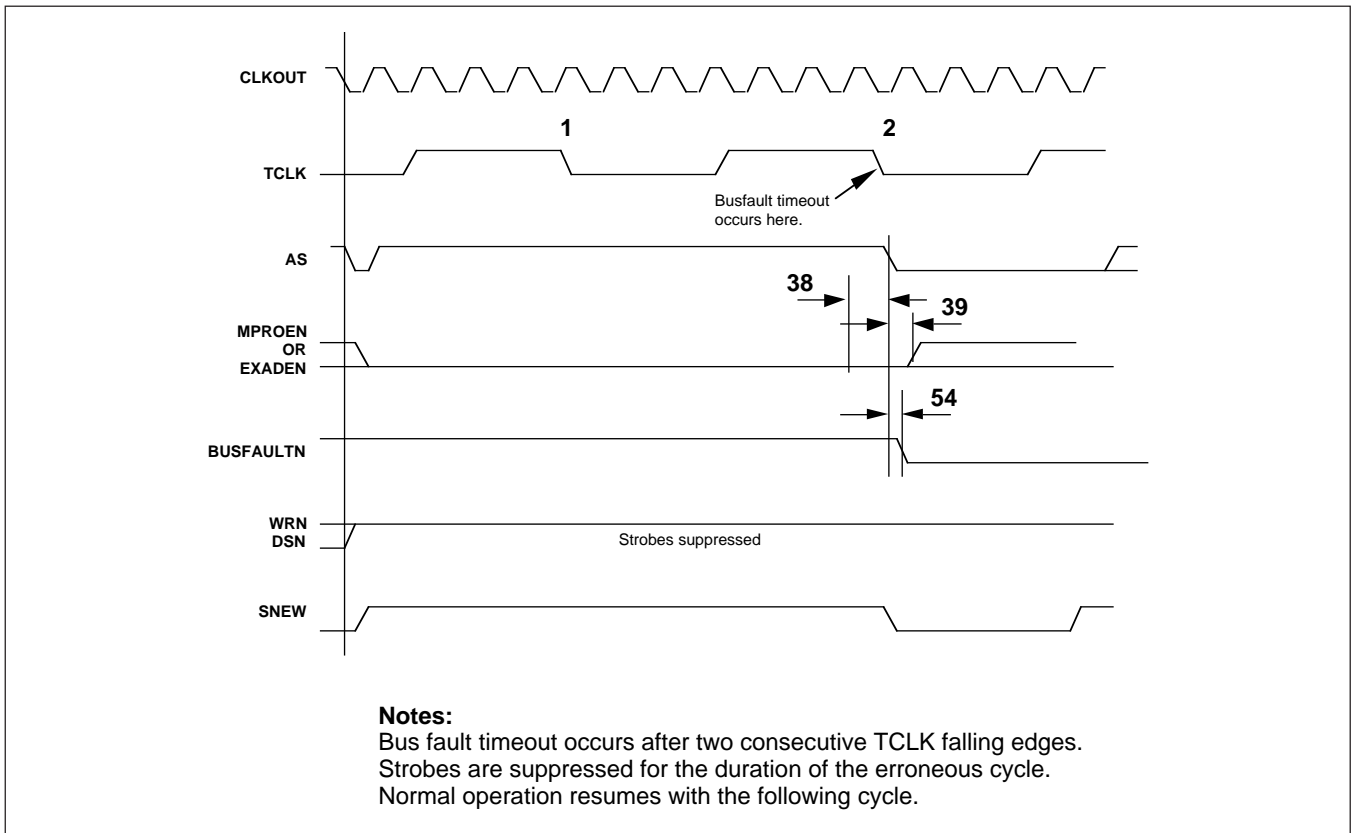 CLKOUT
1
2
TCLK
Busfault timeout
occurs here.
AS
38
39
MPROEN
OR
EXADEN
54
BUSFAULTN
WRN
DSN
Strobes suppressed
SNEW
Notes:
Bus fault timeout occurs after two consecutive TCLK falling edges.
Strobes are suppressed for the duration of the erroneous cycle.
Normal operation resumes with the following cycle.